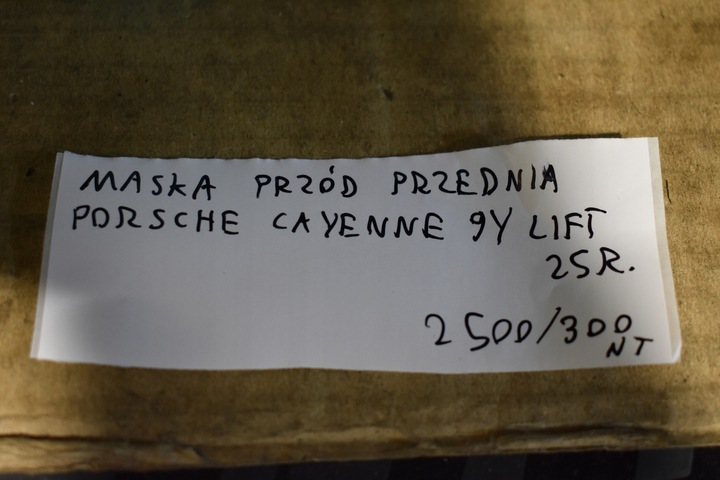 MASKA PRZÓD PRZEDNIA
PORSCHE CAYENNE 9Y LIFT
25R.
2500/300
NT